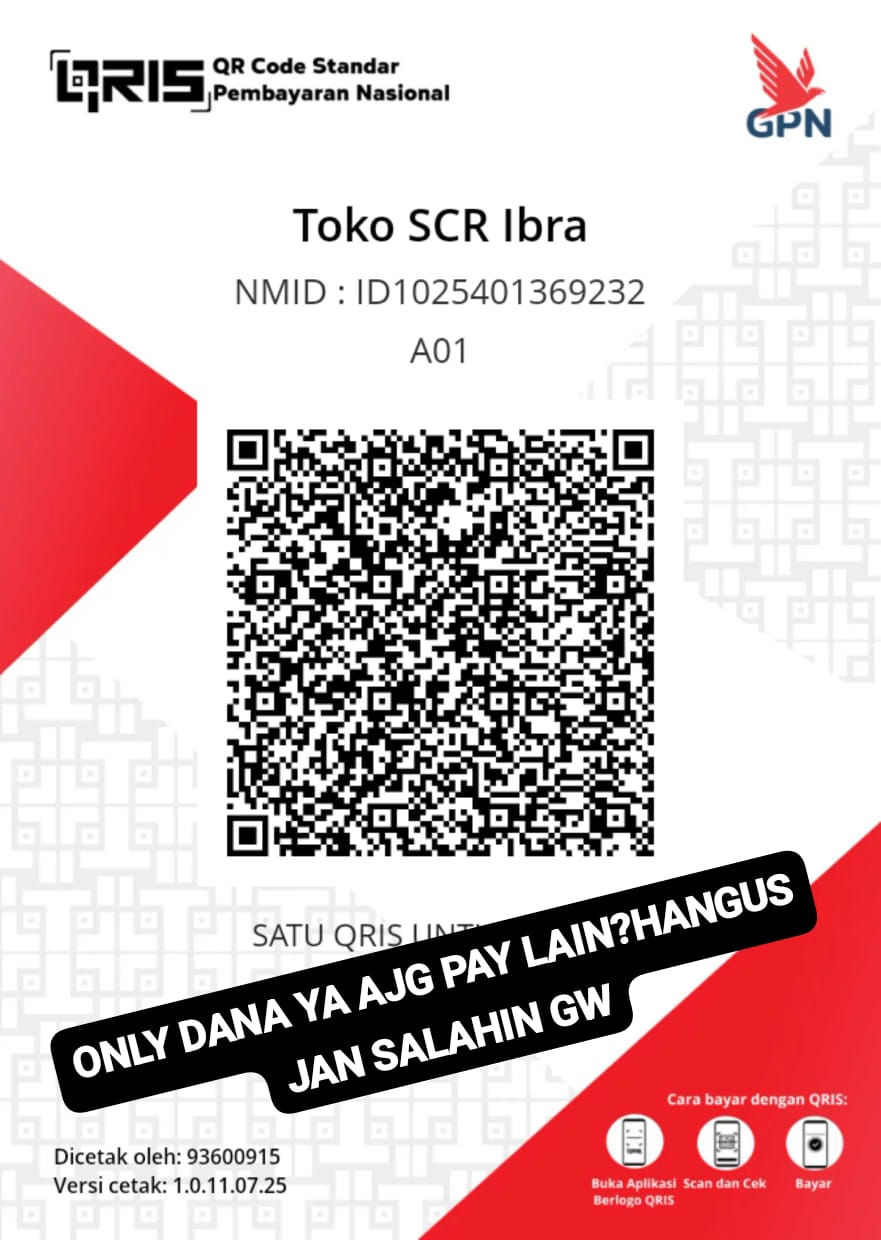 QRIS
QR Code Standar
Pembayaran Nasional
GPN
Toko SCR Ibra
NMID : ID1025401369232
A01
SATU QRIS
ONLY DANA YA AJG PAY LAIN?HANGUS
JAN SALAHIN GW
Cara bayar dengan QRIS:
Buka Aplikasi
Berlogo QRIS
Scan dan Cek
Bayar
Dicetak oleh: 93600915
Versi cetak: 1.0.11.07.25